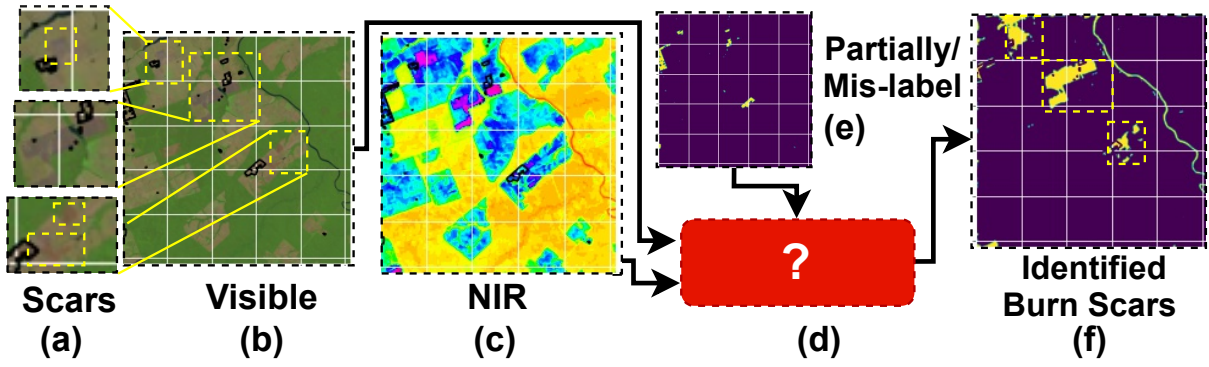 Scars
(a)
Visible
(b)
NIR
(c)
?
(d)
Partially/
Mis-label
(e)
Identified
Burn Scars
(f)